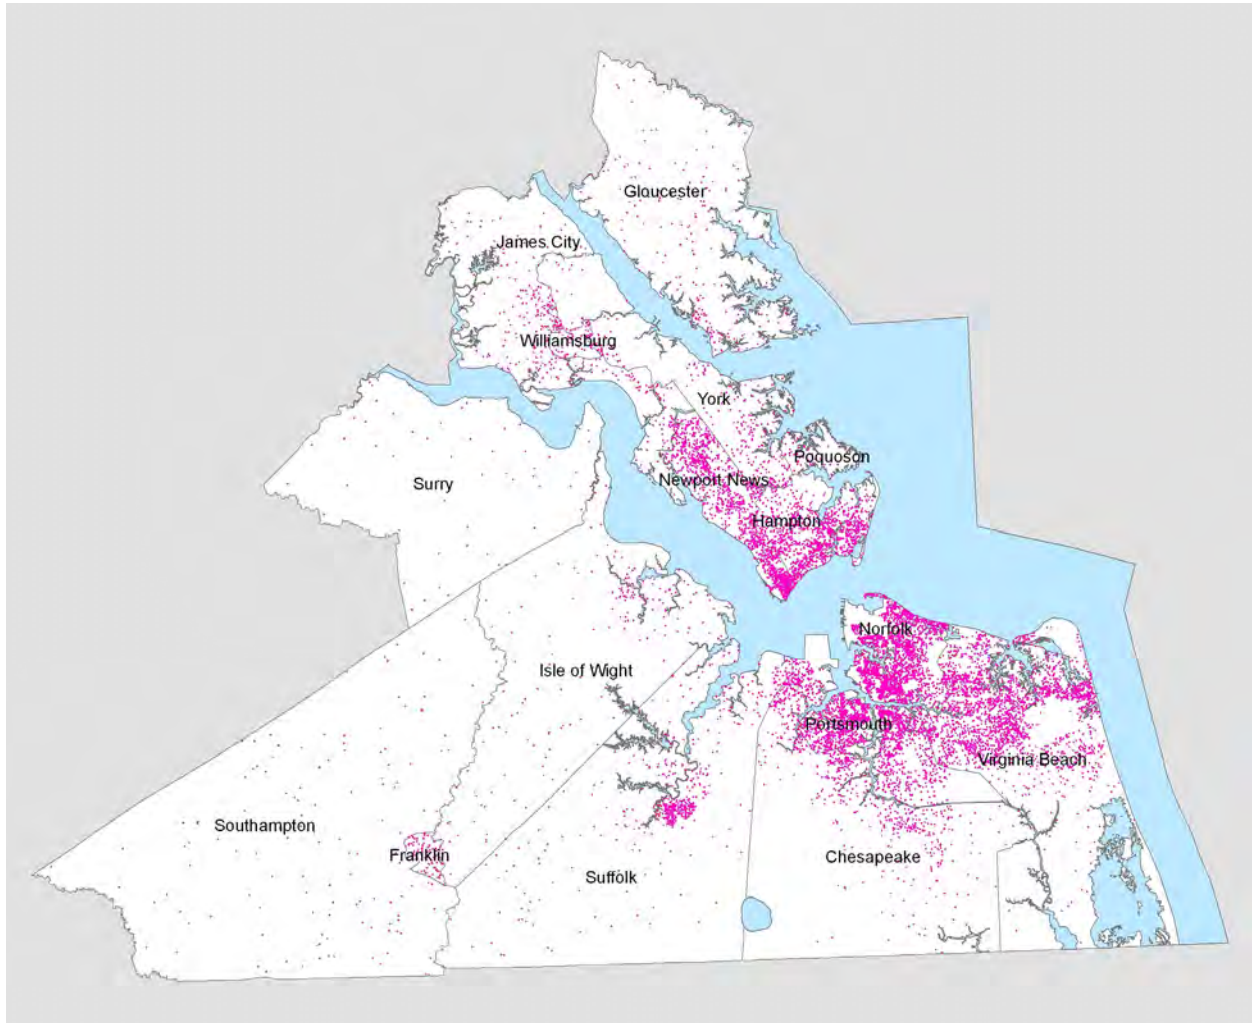 Gloucester
James City
Williamsburg
York
Poquoson
Surry
Newport News
Hampton
Norfolk
Isle of Wight
Portsmouth
Virginia Beach
Southampton
Franklin
Chesapeake
Suffolk